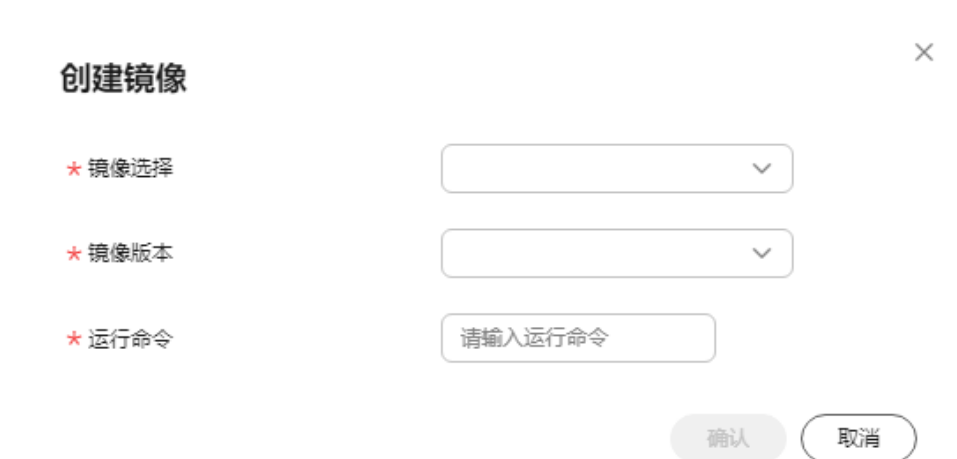 创建镜像
* 镜像选择
* 镜像版本
* 运行命令 请输入运行命令
确认 取消